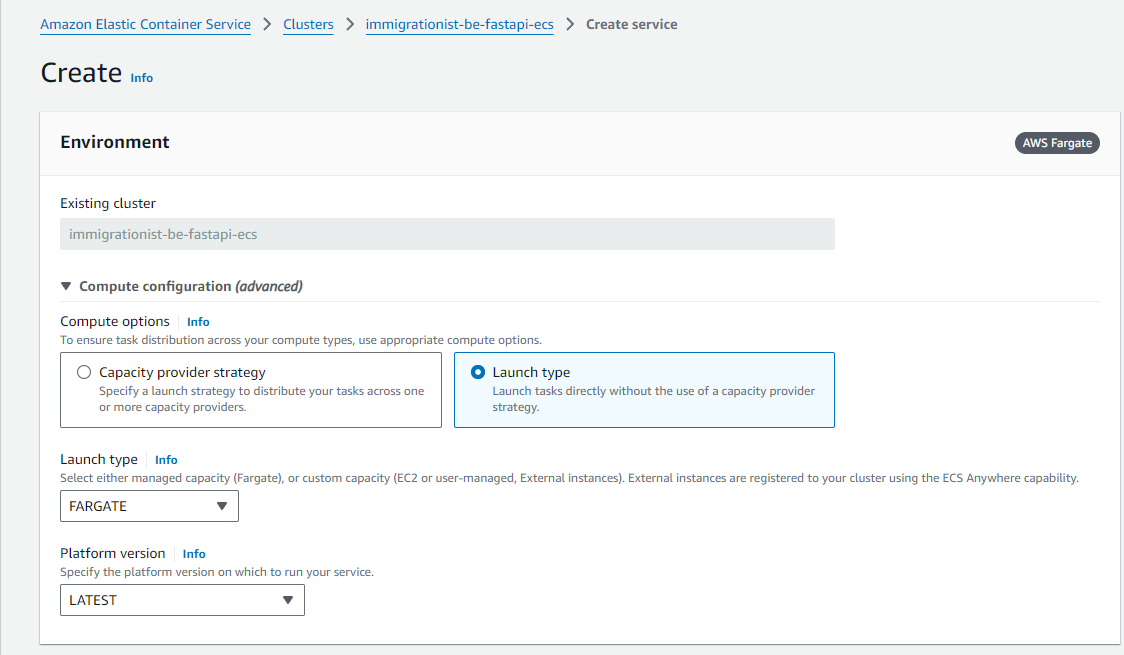 Amazon Elastic Container Service > Clusters > immigrationist-be-fastapi-ecs > Create service
Create Info
Environment AWS Fargate
Existing cluster
immigrationist-be-fastapi-ecs
Compute configuration (advanced)
Compute options Info
To ensure task distribution across your compute types, use appropriate compute options.
Capacity provider strategy
Specify a launch strategy to distribute your tasks across one
or more capacity providers.
Launch type
Launch tasks directly without the use of a capacity provider
strategy.
Launch type Info
Select either managed capacity (Fargate), or custom capacity (EC2 or user-managed, External instances). External instances are registered to your cluster using the ECS Anywhere capability.
FARGATE
Platform version Info
Specify the platform version on which to run your service.
LATEST